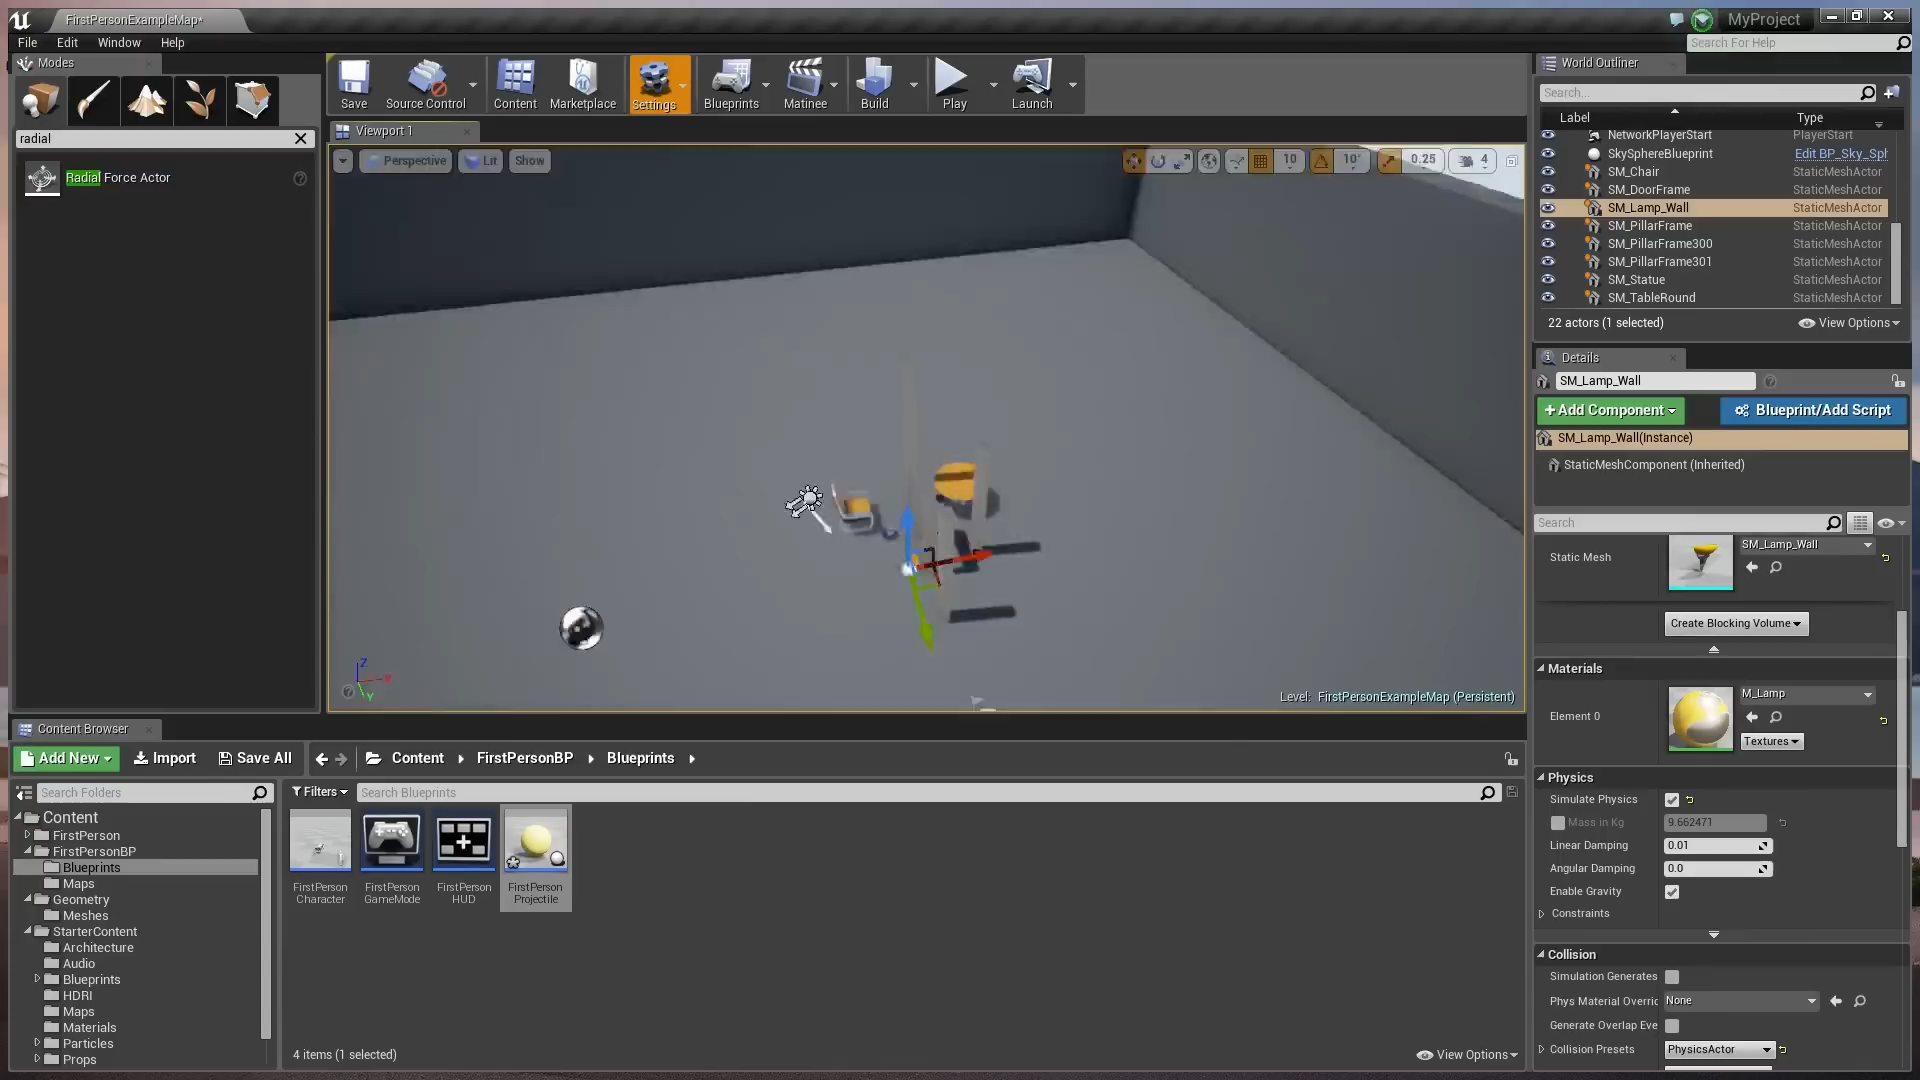 FirstPersonExampleMap*
MyProject
File Edit Window Help
Search For Help
Modes
radial
Radial Force Actor
Save
Source Control
Content
Marketplace
Settings
Blueprints
Matinee
Build
Play
Launch
Viewport 1
Perspective
Lit
Show
10
10°
0.25
4
Level: FirstPersonExampleMap (Persistent)
Z
X
Y
World Outliner
Search...
Label Type
NetworkPlayerStart PlayerStart
SkySphereBlueprint Edit BP_Sky_Sph
SM_Chair StaticMeshActor
SM_DoorFrame StaticMeshActor
SM_Lamp_Wall StaticMeshActor
SM_PillarFrame StaticMeshActor
SM_PillarFrame300 StaticMeshActor
SM_PillarFrame301 StaticMeshActor
SM_Statue StaticMeshActor
SM_TableRound StaticMeshActor
22 actors (1 selected)
View Options
Details
SM_Lamp_Wall
+Add Component
Blueprint/Add Script
SM_Lamp_Wall(Instance)
StaticMeshComponent (Inherited)
Search
Static Mesh
SM_Lamp_Wall
Create Blocking Volume
Materials
Element 0
M_Lamp
Textures
Physics
Simulate Physics
Mass in Kg 9.662471
Linear Damping 0.01
Angular Damping 0.0
Enable Gravity
Constraints
Collision
Simulation Generates
Phys Material Overric None
Generate Overlap Eve
Collision Presets PhysicsActor
Content Browser
Add New
Import
Save All
Content
FirstPersonBP
Blueprints
Search Folders
Filters
Search Blueprints
Content
FirstPerson
FirstPersonBP
Blueprints
Maps
Geometry
Meshes
StarterContent
Architecture
Audio
Blueprints
HDRI
Maps
Materials
Particles
Props
FirstPerson
Character
FirstPerson
GameMode
FirstPerson
HUD
FirstPerson
Projectile
4 items (1 selected)
View Options